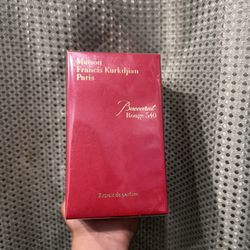 Maison
Francis Kurkdjian
Paris
Baccarat
Rouge 540
Extrait de parfum